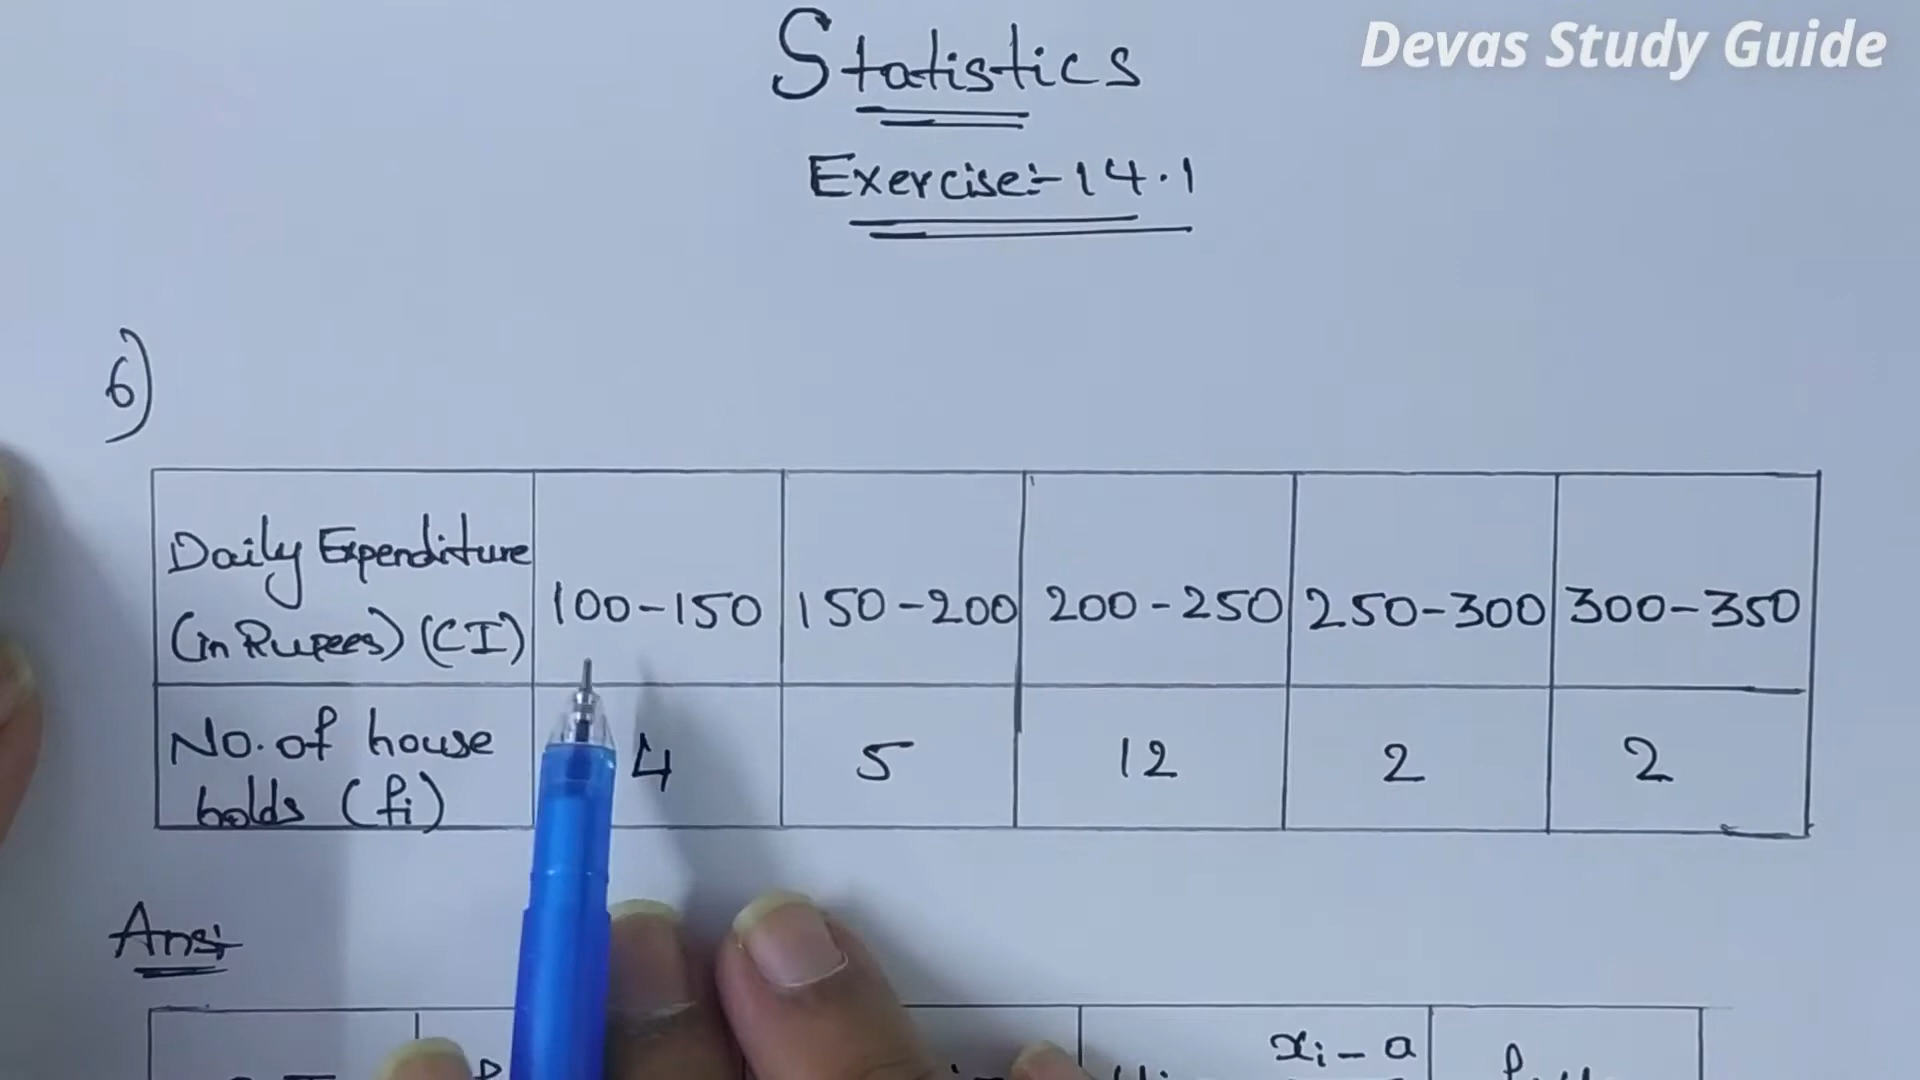 Devas Study Guide
Statistics
Exercise:- 14.1
6)
Daily Expenditure (in Rupees) (CI) 100-150 150-200 200-250 250-300 300-350
No. of house holds (fi) 4 5 12 2 2
Ans:
xi - a